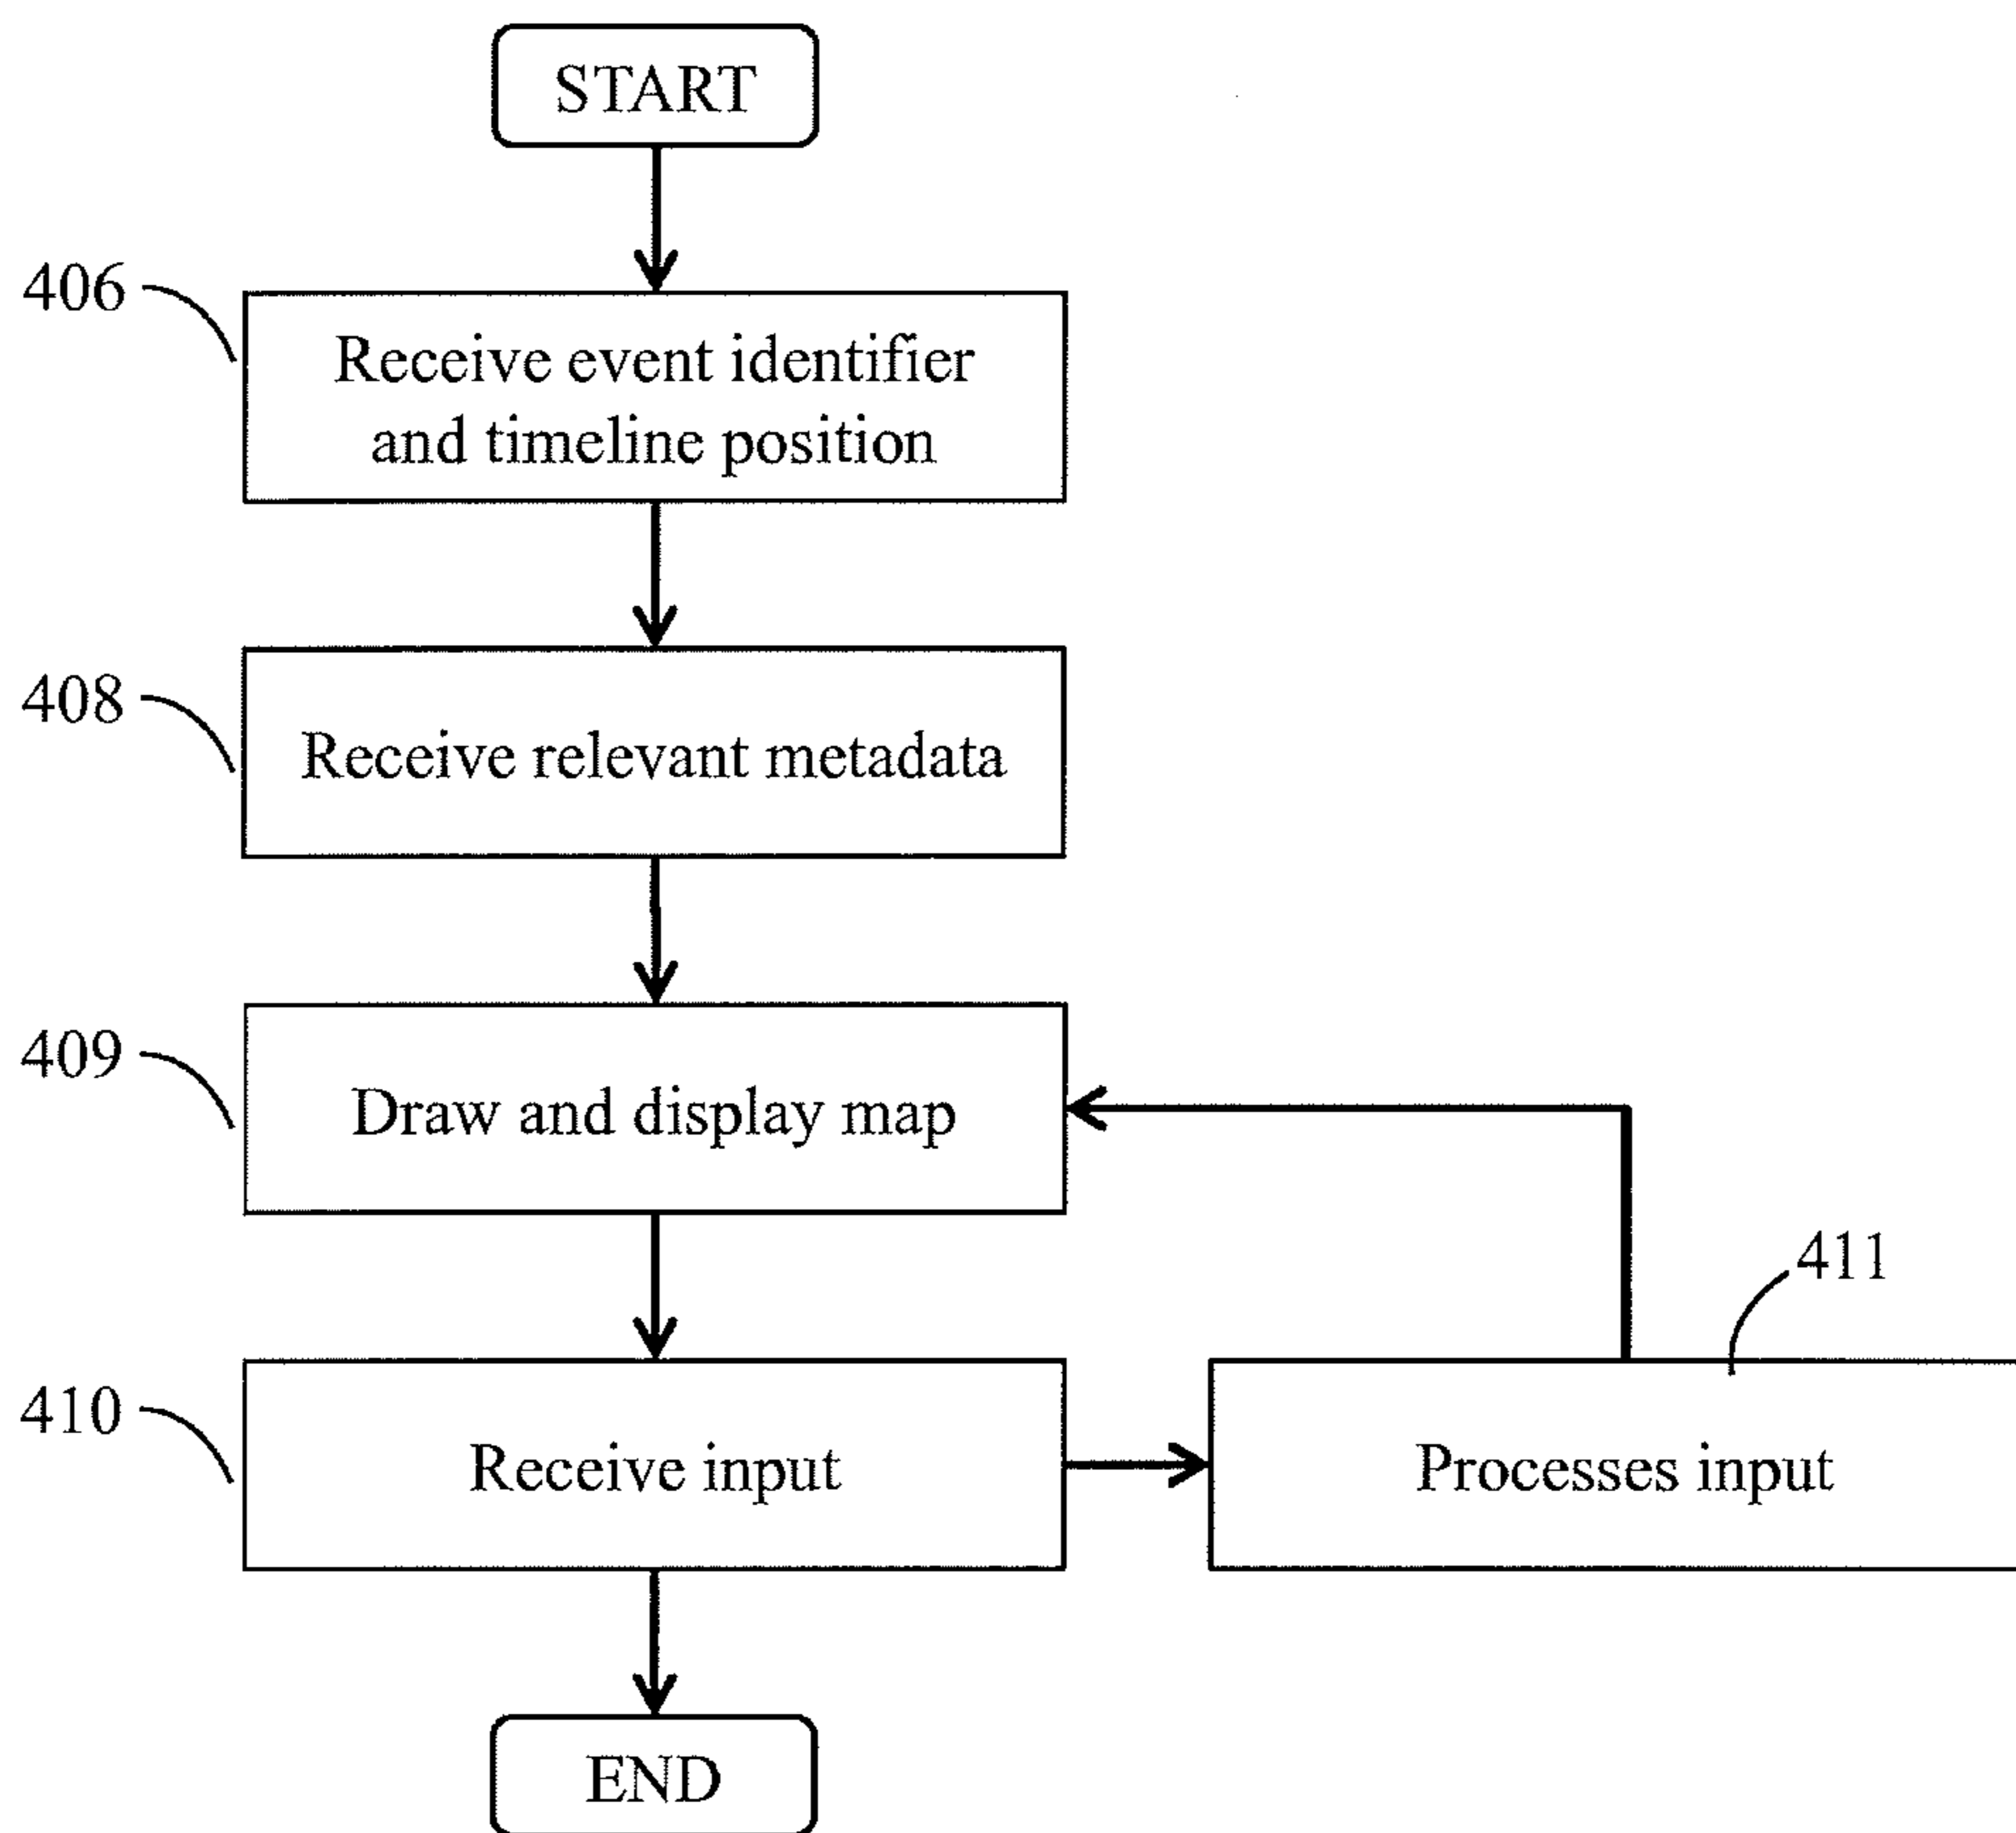 START
406
Receive event identifier
and timeline position
408
Receive relevant metadata
409
Draw and display map
411
410
Receive input
Processes input
END